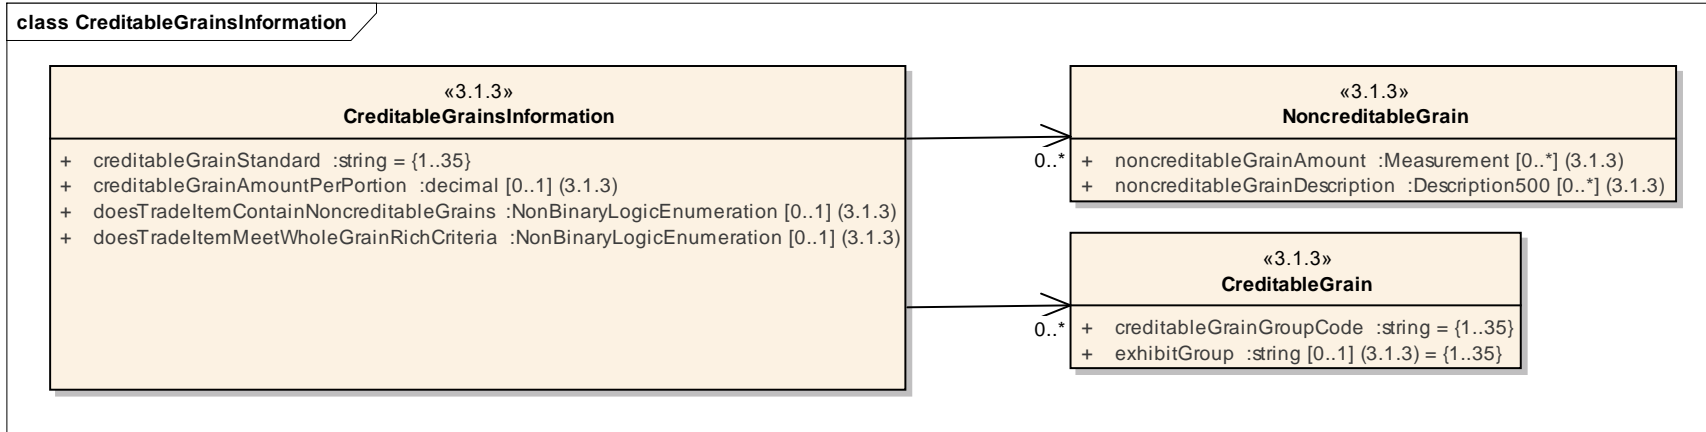 class CreditableGrainsInformation
«3.1.3»
CreditableGrainsInformation
+ creditableGrainStandard :string = {1..35}
+ creditableGrainAmountPerPortion :decimal [0..1] (3.1.3)
+ doesTradeItemContainNoncreditableGrains :NonBinaryLogicEnumeration [0..1] (3.1.3)
+ doesTradeItemMeetWholeGrainRichCriteria :NonBinaryLogicEnumeration [0..1] (3.1.3)
0..*
«3.1.3»
NoncreditableGrain
+ noncreditableGrainAmount :Measurement [0..*] (3.1.3)
+ noncreditableGrainDescription :Description500 [0..*] (3.1.3)
0..*
«3.1.3»
CreditableGrain
+ creditableGrainGroupCode :string = {1..35}
+ exhibitGroup :string [0..1] (3.1.3) = {1..35}